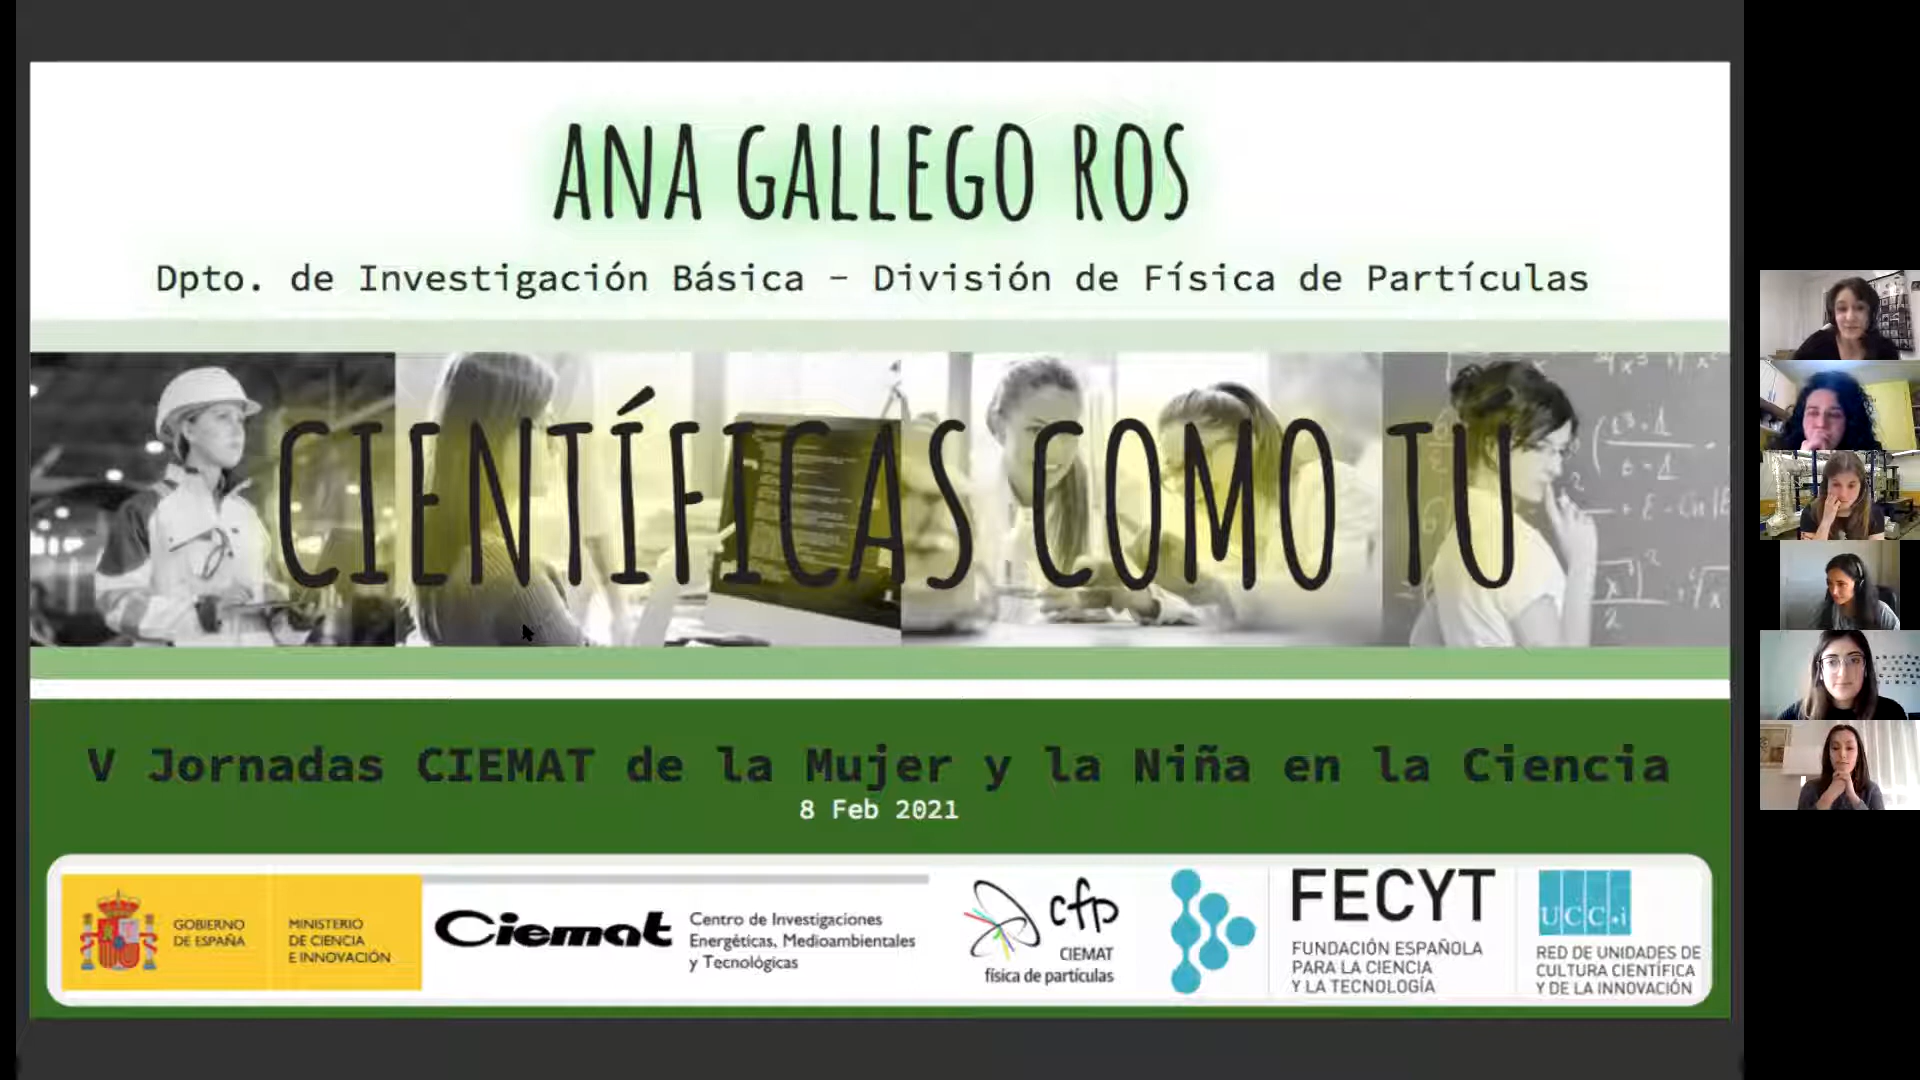 ANA GALLEGO ROS
Dpto. de Investigación Básica – División de Física de Partículas
CIENTÍFICAS COMO TU
V Jornadas CIEMAT de la Mujer y la Niña en la Ciencia
8 Feb 2021
GOBIERNO
DE ESPAÑA
MINISTERIO
DE CIENCIA
E INNOVACIÓN
Ciemat
Centro de Investigaciones
Energéticas, Medioambientales
y Tecnológicas
cfp
CIEMAT
física de partículas
FECYT
FUNDACIÓN ESPAÑOLA
PARA LA CIENCIA
Y LA TECNOLOGÍA
UCC+i
RED DE UNIDADES DE
CULTURA CIENTÍFICA
Y DE LA INNOVACIÓN